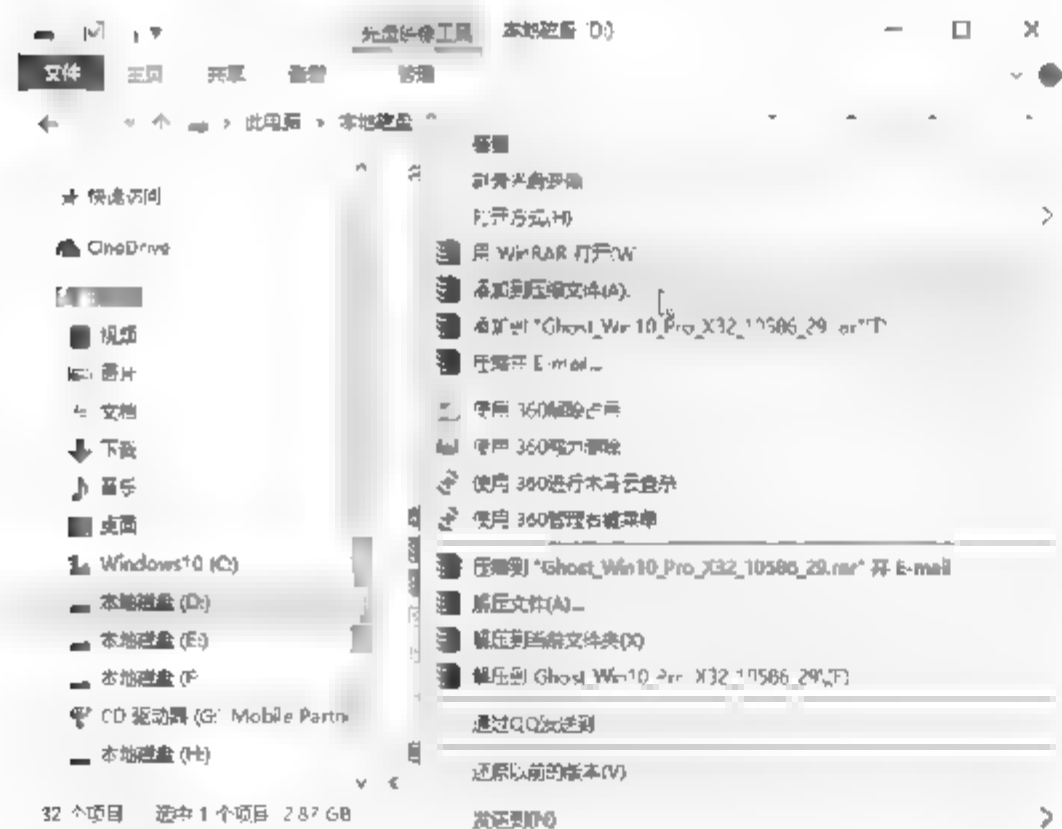 光盘映像工具 本地磁盘 (D:)
文件 主页 共享 查看 管理
此电脑 本地磁盘
快速访问
OneDrive
视频
图片
文档
下载
音乐
桌面
Windows10 (C:)
本地磁盘 (D:)
本地磁盘 (E:)
本地磁盘 (F:
CD 驱动器 (G:) Mobile Partn
本地磁盘 (H:)
32 个项目 选中 1 个项目 2.87 GB
刻录光盘映像
打开方式(H)
用 WinRAR 打开(W)
添加到压缩文件(A)...
添加到 "Ghost_Win10_Pro_X32_10586_29.rar"(T)
压缩并 E-mail...
使用 360解除占用
使用 360强力删除
使用 360进行木马云查杀
使用 360管理右键菜单
压缩到 "Ghost_Win10_Pro_X32_10586_29.rar" 并 E-mail
解压文件(A)...
解压到当前文件夹(X)
解压到 Ghost_Win10_Pro_X32_10586_29\(E)
通过QQ发送到
还原以前的版本(V)
发送到(N)